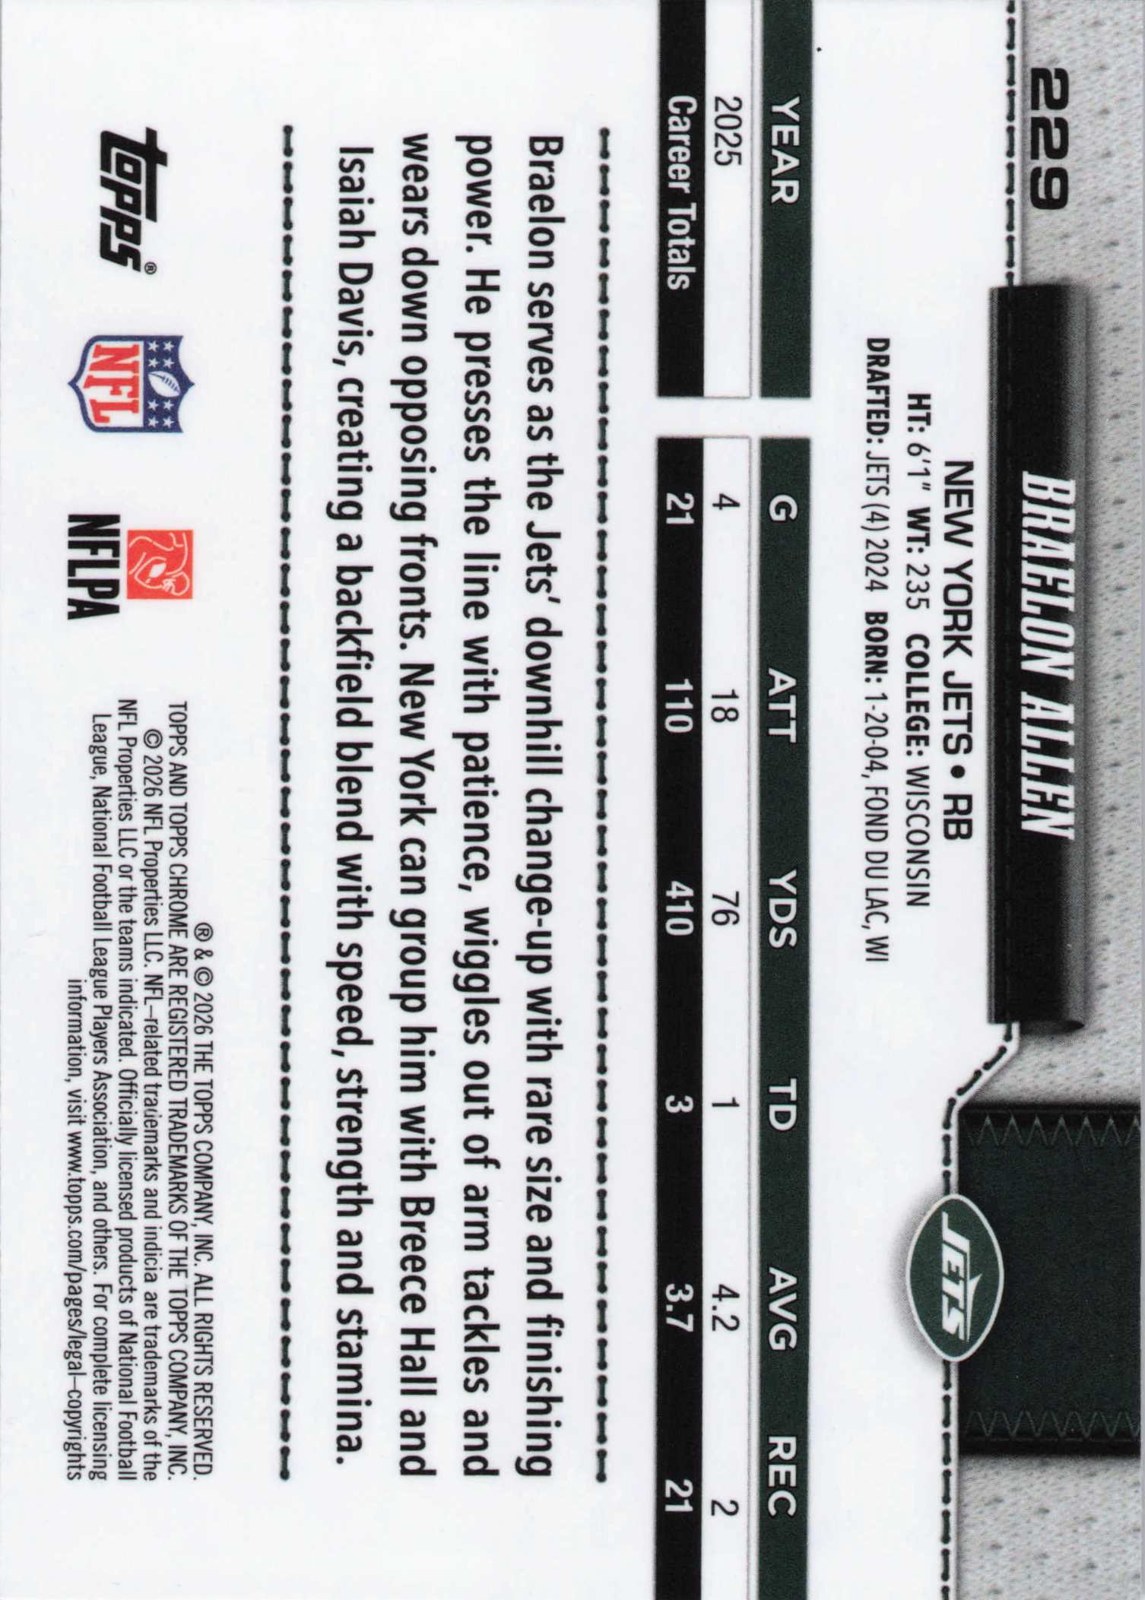 229
BRAELON ALLEN
JETS
NEW YORK JETS • RB
HT: 6'1" WT: 235 COLLEGE: WISCONSIN
DRAFTED: JETS (4) 2024 BORN: 1-20-04, FOND DU LAC, WI
YEAR G ATT YDS TD AVG REC
2025 4 18 76 1 4.2 2
Career Totals 21 110 410 3 3.7 21
Braelon serves as the Jets' downhill change-up with rare size and finishing
power. He presses the line with patience, wiggles out of arm tackles and
wears down opposing fronts. New York can group him with Breece Hall and
Isaiah Davis, creating a backfield blend with speed, strength and stamina.
topps®
NFL
NFLPA
® & © 2026 THE TOPPS COMPANY, INC. ALL RIGHTS RESERVED.
TOPPS AND TOPPS CHROME ARE REGISTERED TRADEMARKS OF THE TOPPS COMPANY, INC.
© 2026 NFL Properties LLC. NFL–related trademarks and indicia are trademarks of the
NFL Properties LLC or the teams indicated. Officially licensed products of National Football
League, National Football League Players Association, and others. For complete licensing
information, visit www.topps.com/pages/legal–copyrights